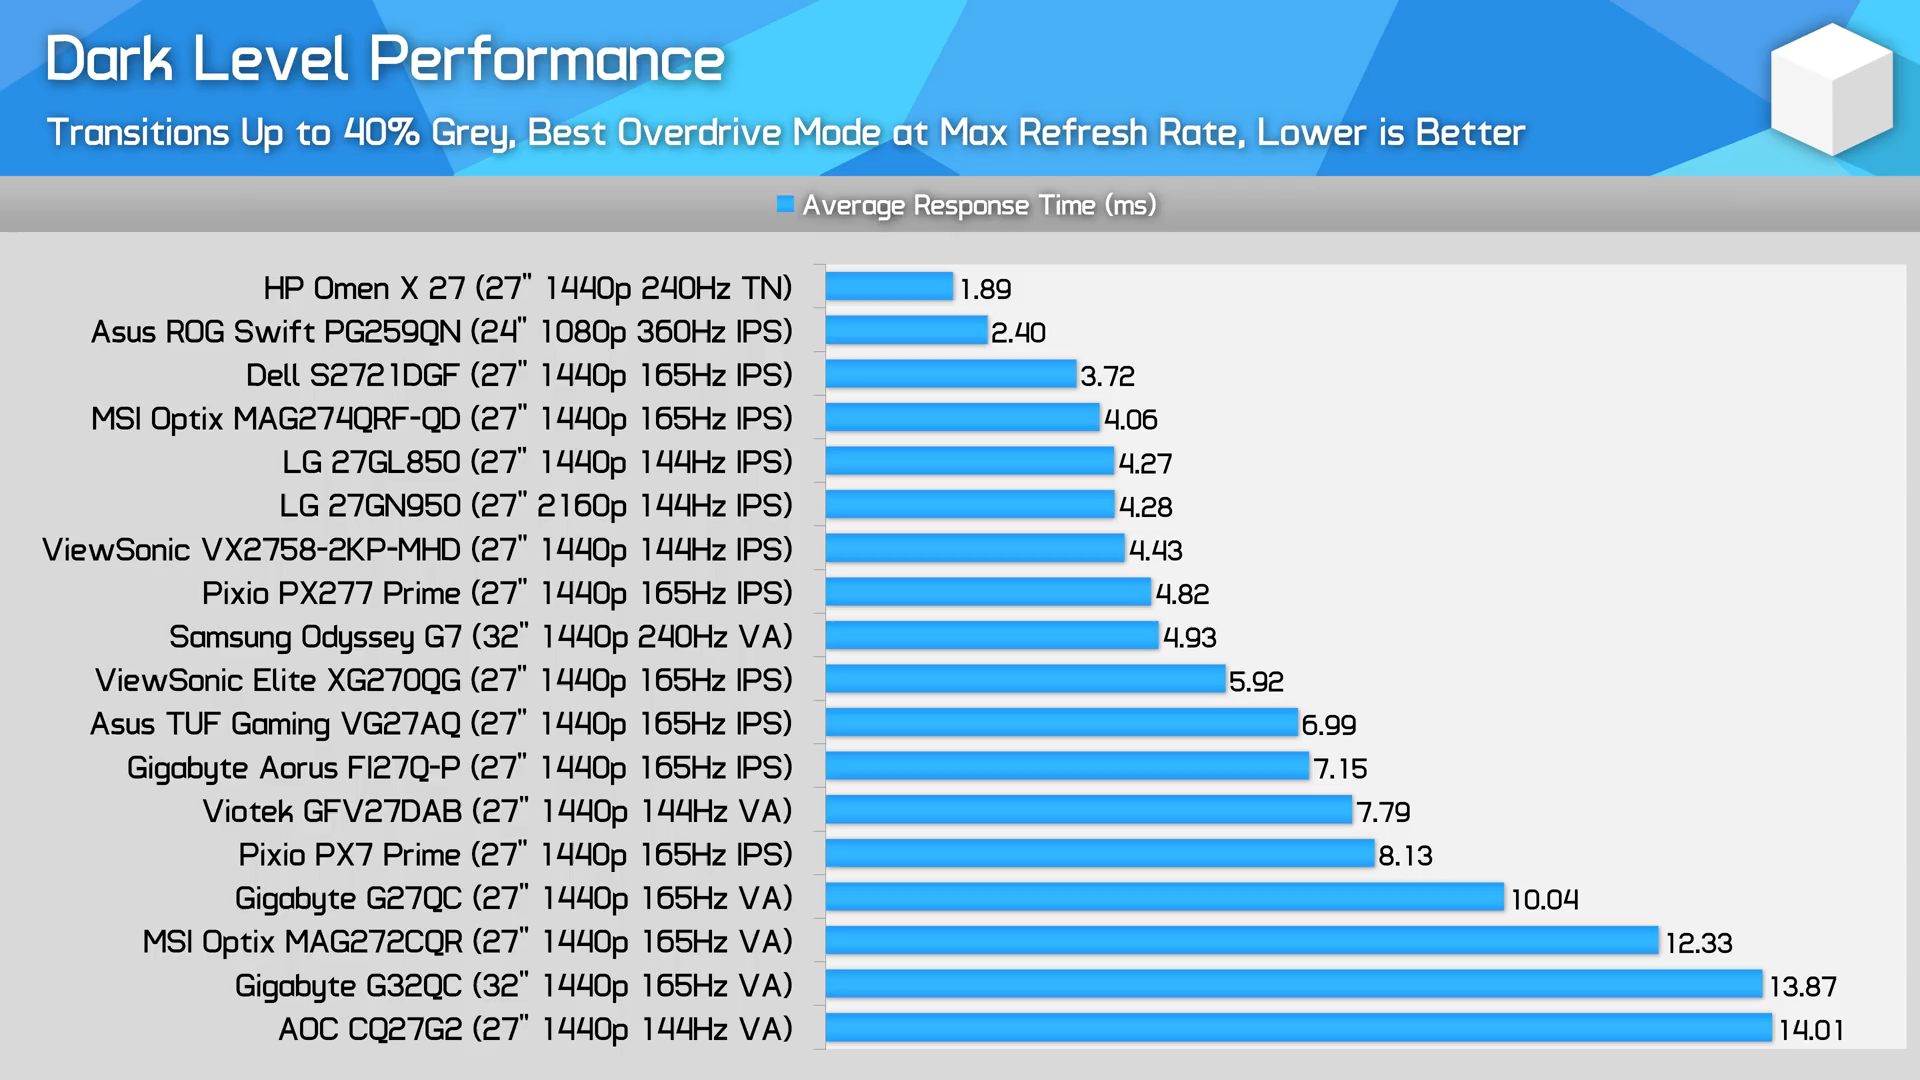 Dark Level Performance
Transitions Up to 40% Grey, Best Overdrive Mode at Max Refresh Rate, Lower is Better
Average Response Time (ms)
HP Omen X 27 (27" 1440p 240Hz TN) 1.89
Asus ROG Swift PG259QN (24" 1080p 360Hz IPS) 2.40
Dell S2721DGF (27" 1440p 165Hz IPS) 3.72
MSI Optix MAG274QRF-QD (27" 1440p 165Hz IPS) 4.06
LG 27GL850 (27" 1440p 144Hz IPS) 4.27
LG 27GN950 (27" 2160p 144Hz IPS) 4.28
ViewSonic VX2758-2KP-MHD (27" 1440p 144Hz IPS) 4.43
Pixio PX277 Prime (27" 1440p 165Hz IPS) 4.82
Samsung Odyssey G7 (32" 1440p 240Hz VA) 4.93
ViewSonic Elite XG270QG (27" 1440p 165Hz IPS) 5.92
Asus TUF Gaming VG27AQ (27" 1440p 165Hz IPS) 6.99
Gigabyte Aorus FI27Q-P (27" 1440p 165Hz IPS) 7.15
Viotek GFV27DAB (27" 1440p 144Hz VA) 7.79
Pixio PX7 Prime (27" 1440p 165Hz IPS) 8.13
Gigabyte G27QC (27" 1440p 165Hz VA) 10.04
MSI Optix MAG272CQR (27" 1440p 165Hz VA) 12.33
Gigabyte G32QC (32" 1440p 165Hz VA) 13.87
AOC CQ27G2 (27" 1440p 144Hz VA) 14.01